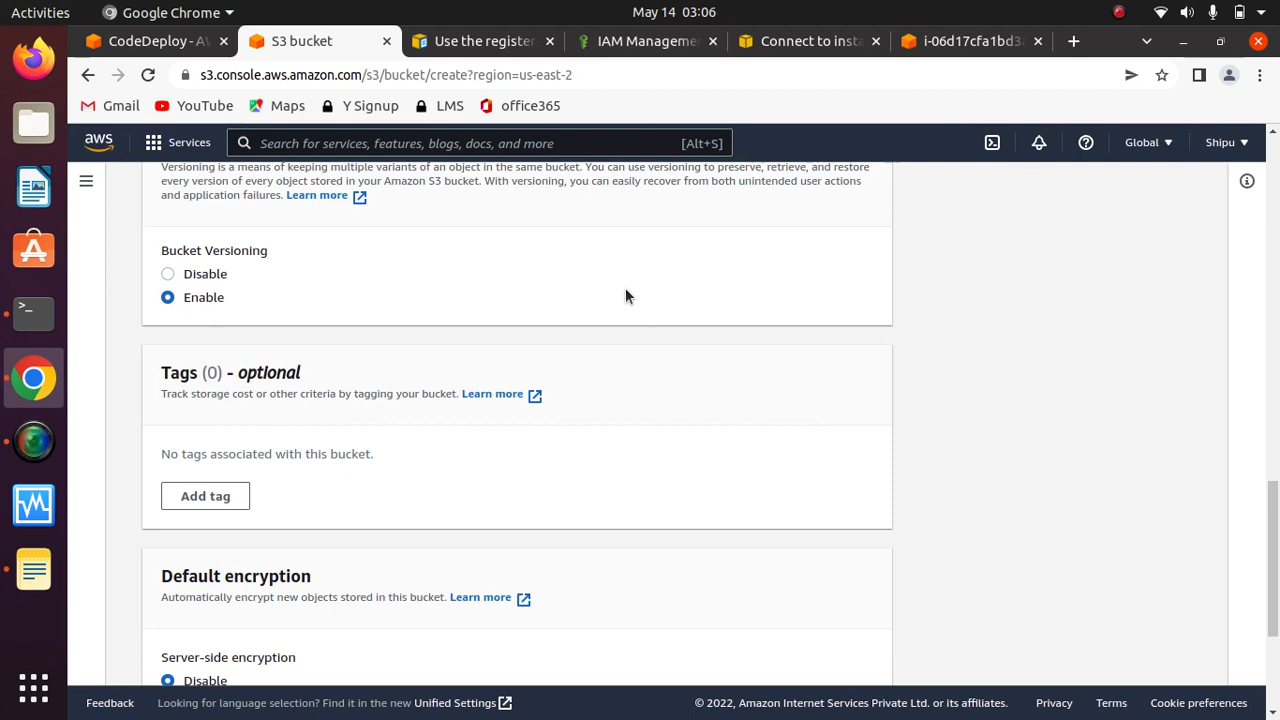 Activities
Google Chrome
May 14 03:06
CodeDeploy - A
S3 bucket
Use the register
IAM Manageme
Connect to inst
i-06d17cfa1bd3
s3.console.aws.amazon.com/s3/bucket/create?region=us-east-2
Gmail
YouTube
Maps
Y Signup
LMS
office365
aws
Services
Search for services, features, blogs, docs, and more
[Alt+S]
Global
Shipu
Versioning is a means of keeping multiple variants of an object in the same bucket. You can use versioning to preserve, retrieve, and restore
every version of every object stored in your Amazon S3 bucket. With versioning, you can easily recover from both unintended user actions
and application failures. Learn more
Bucket Versioning
Disable
Enable
Tags (0) - optional
Track storage cost or other criteria by tagging your bucket. Learn more
No tags associated with this bucket.
Add tag
Default encryption
Automatically encrypt new objects stored in this bucket. Learn more
Server-side encryption
Disable
Feedback
Looking for language selection? Find it in the new Unified Settings
© 2022, Amazon Internet Services Private Ltd. or its affiliates.
Privacy
Terms
Cookie preferences